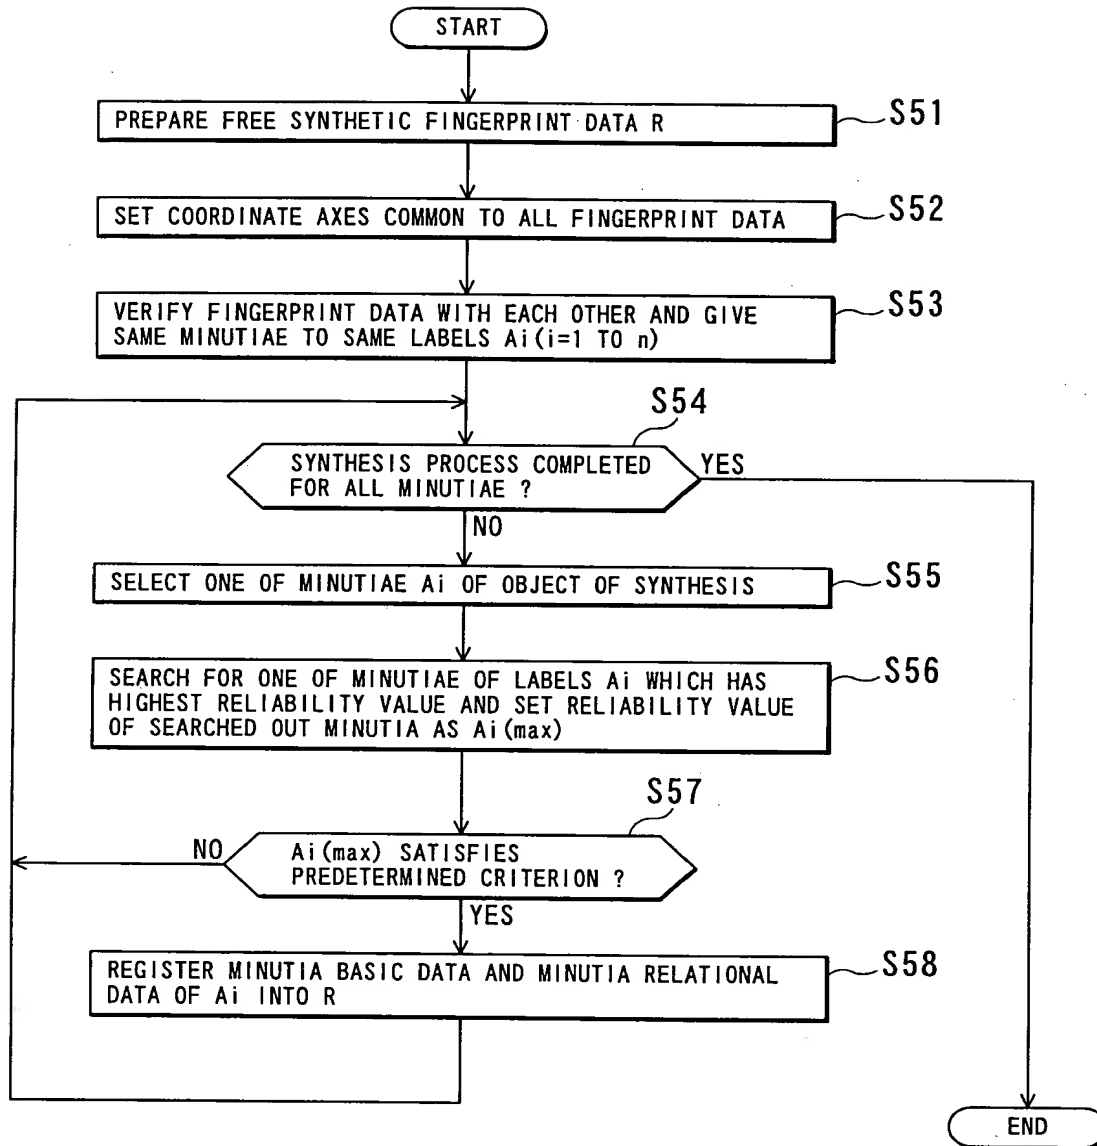 START
PREPARE FREE SYNTHETIC FINGERPRINT DATA R
S51
SET COORDINATE AXES COMMON TO ALL FINGERPRINT DATA
S52
VERIFY FINGERPRINT DATA WITH EACH OTHER AND GIVE
SAME MINUTIAE TO SAME LABELS Ai(i=1 TO n)
S53
S54
SYNTHESIS PROCESS COMPLETED
FOR ALL MINUTIAE ?
YES
NO
SELECT ONE OF MINUTIAE Ai OF OBJECT OF SYNTHESIS
S55
SEARCH FOR ONE OF MINUTIAE OF LABELS Ai WHICH HAS
HIGHEST RELIABILITY VALUE AND SET RELIABILITY VALUE
OF SEARCHED OUT MINUTIA AS Ai(max)
S56
S57
NO
Ai(max) SATISFIES
PREDETERMINED CRITERION ?
YES
REGISTER MINUTIA BASIC DATA AND MINUTIA RELATIONAL
DATA OF Ai INTO R
S58
END